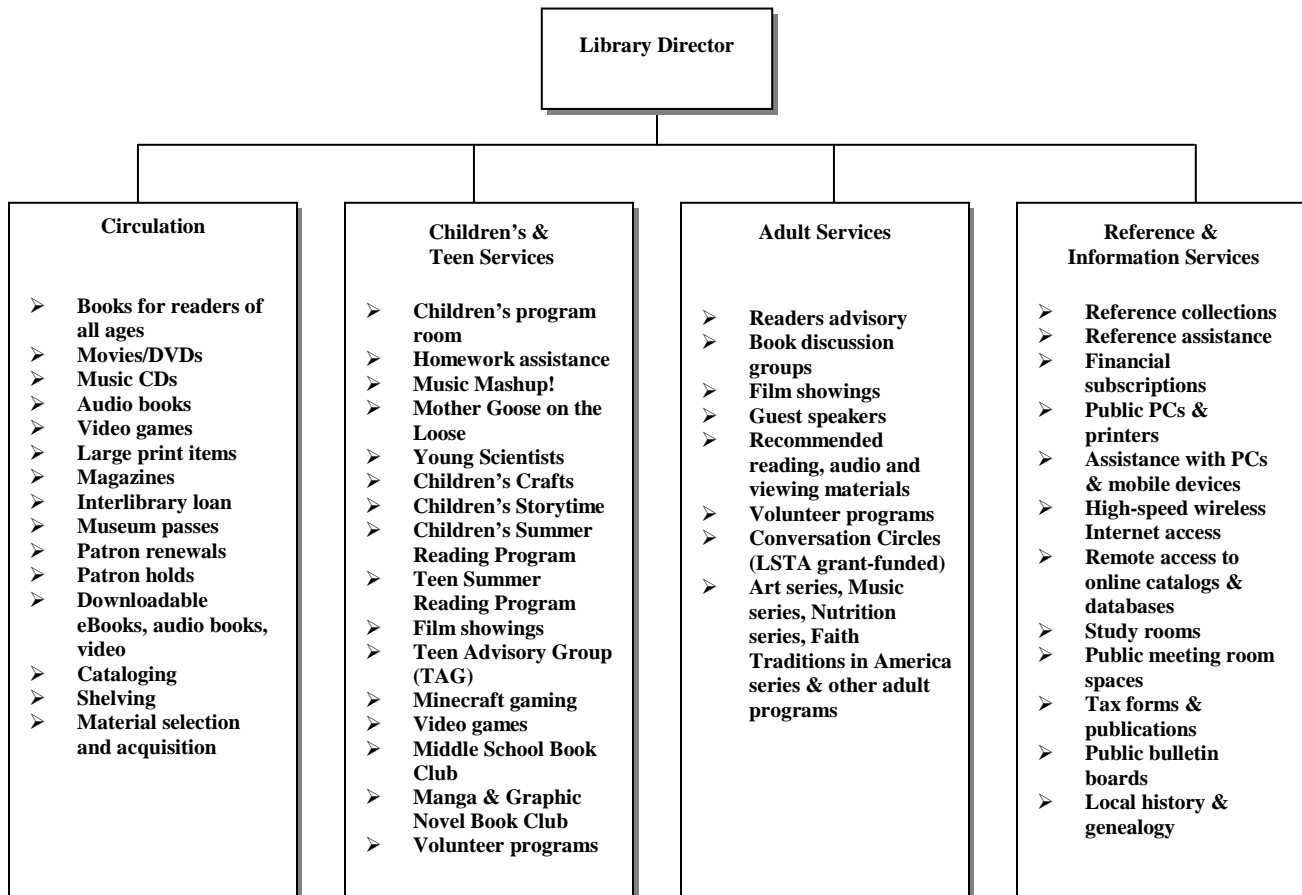 Library Director
Circulation
➢ Books for readers of
all ages
➢ Movies/DVDs
➢ Music CDs
➢ Audio books
➢ Video games
➢ Large print items
➢ Magazines
➢ Interlibrary loan
➢ Museum passes
➢ Patron renewals
➢ Patron holds
➢ Downloadable
eBooks, audio books,
video
➢ Cataloging
➢ Shelving
➢ Material selection
and acquisition
Children’s &
Teen Services
➢ Children’s program
room
➢ Homework assistance
➢ Music Mashup!
➢ Mother Goose on the
Loose
➢ Young Scientists
➢ Children’s Crafts
➢ Children’s Storytime
➢ Children’s Summer
Reading Program
➢ Teen Summer
Reading Program
➢ Film showings
➢ Teen Advisory Group
(TAG)
➢ Minecraft gaming
➢ Video games
➢ Middle School Book
Club
➢ Manga & Graphic
Novel Book Club
➢ Volunteer programs
Adult Services
➢ Readers advisory
➢ Book discussion
groups
➢ Film showings
➢ Guest speakers
➢ Recommended
reading, audio and
viewing materials
➢ Volunteer programs
➢ Conversation Circles
(LSTA grant-funded)
➢ Art series, Music
series, Nutrition
series, Faith
Traditions in America
series & other adult
programs
Reference &
Information Services
➢ Reference collections
➢ Reference assistance
➢ Financial
subscriptions
➢ Public PCs &
printers
➢ Assistance with PCs
& mobile devices
➢ High-speed wireless
Internet access
➢ Remote access to
online catalogs &
databases
➢ Study rooms
➢ Public meeting room
spaces
➢ Tax forms &
publications
➢ Public bulletin
boards
➢ Local history &
genealogy